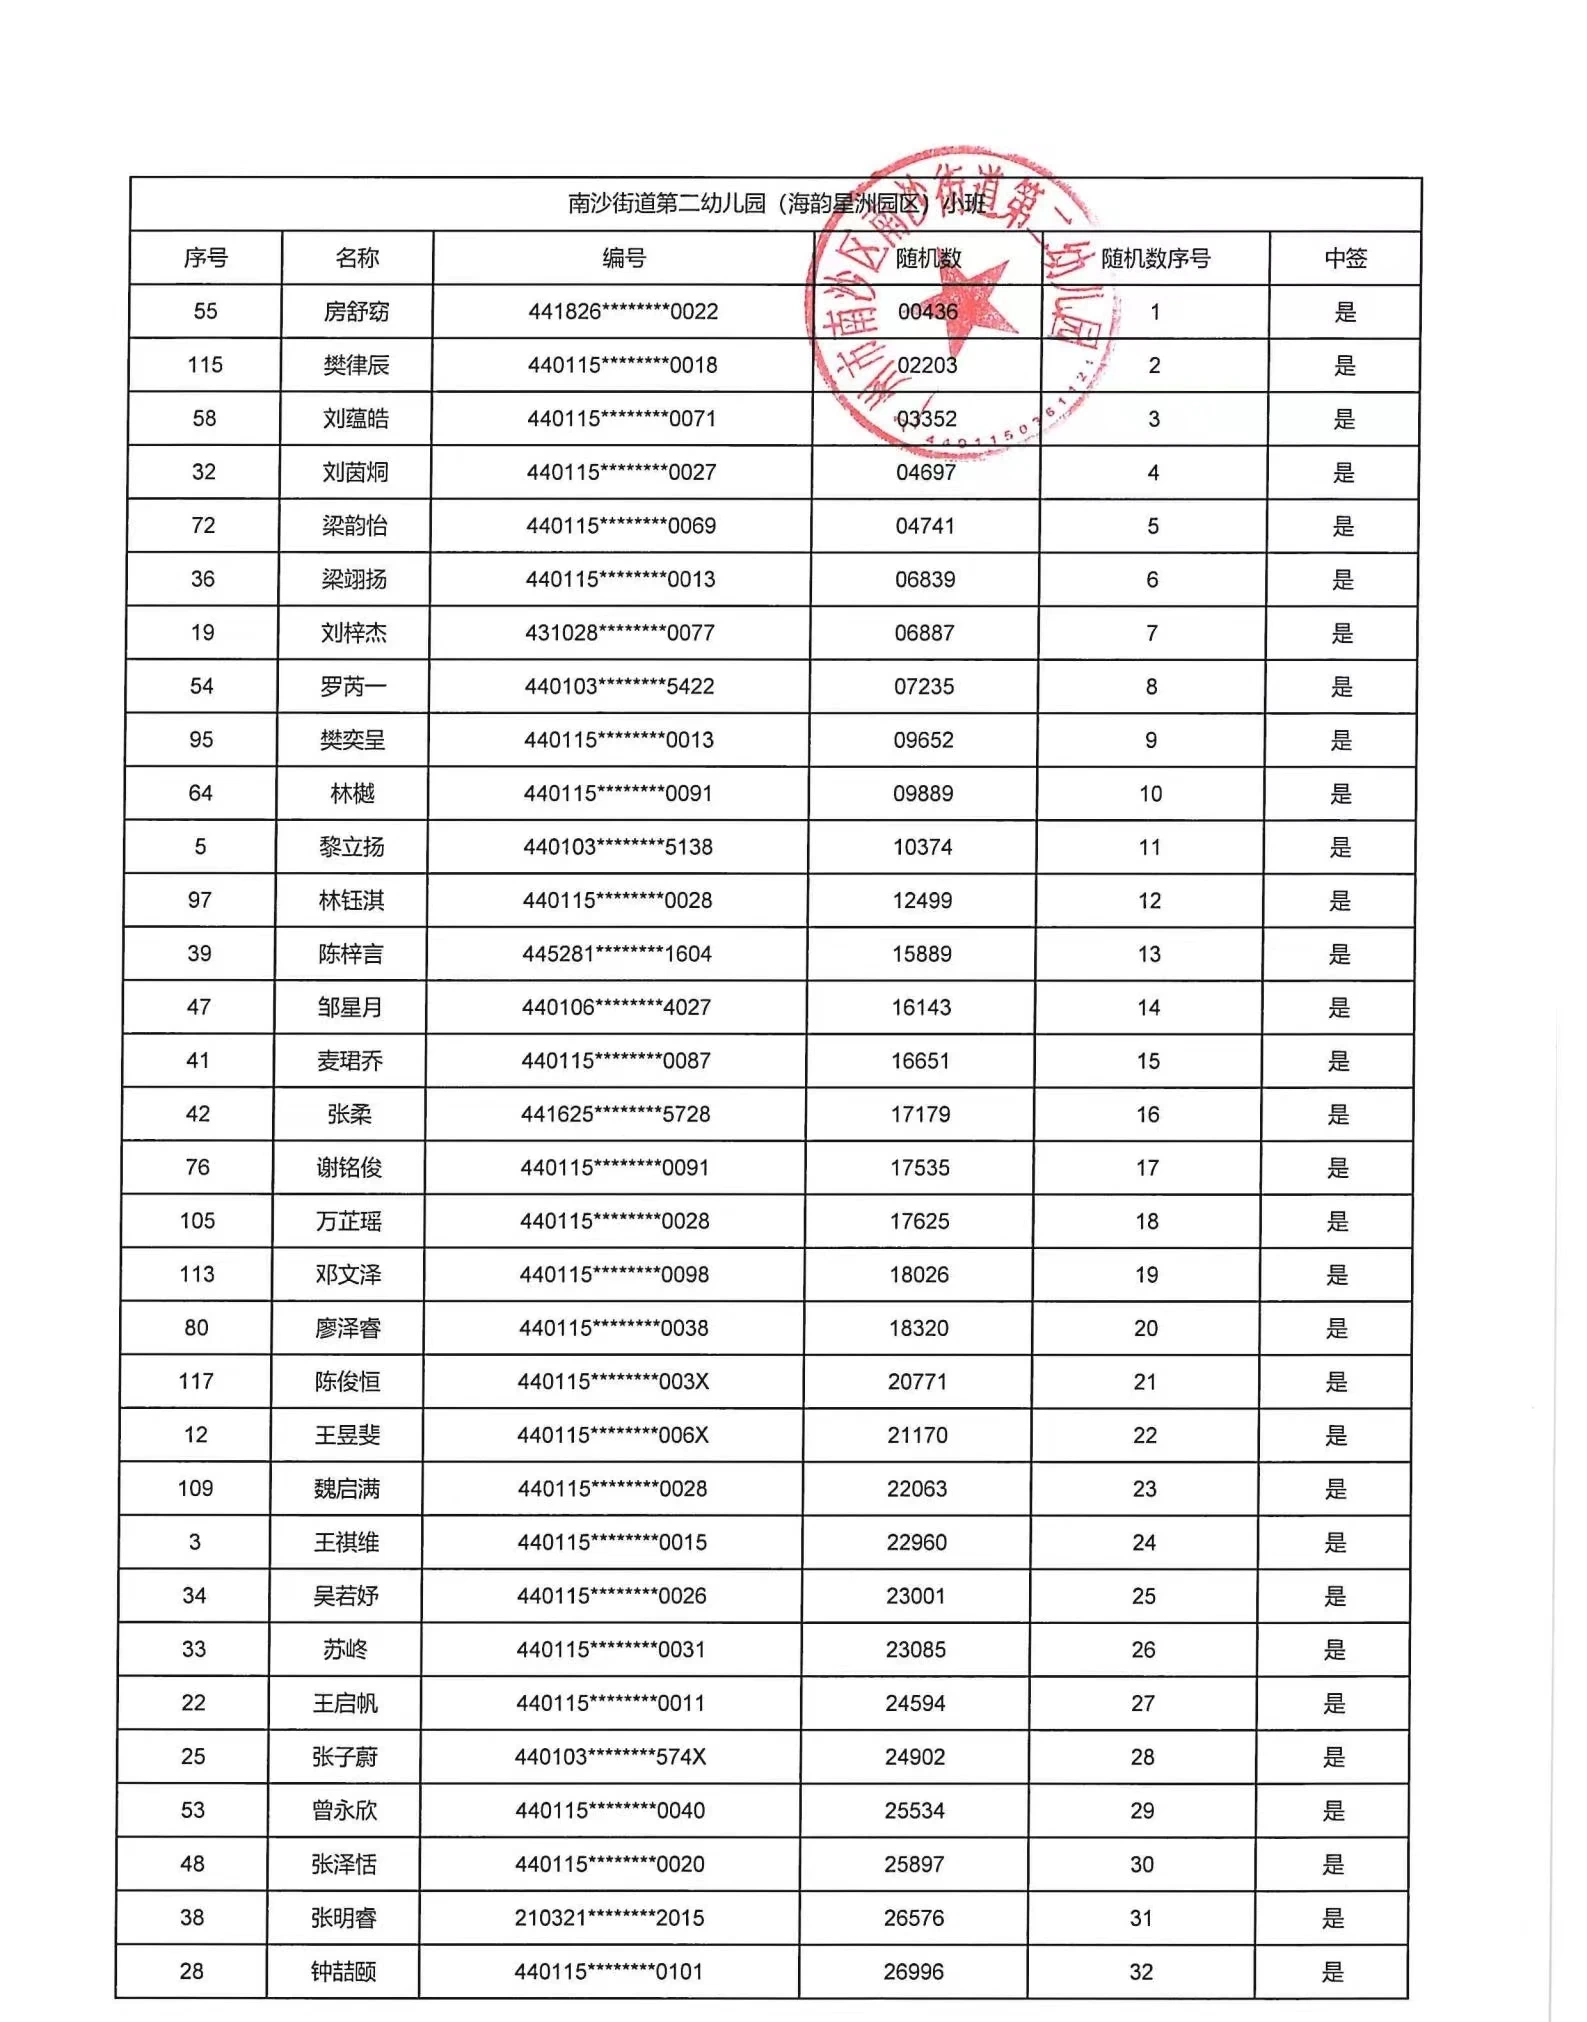 南沙街道第二幼儿园（海韵星洲园区）小班
序号 名称 编号 随机数 随机数序号 中签
55 房舒窈 441826********0022 00436 1 是
115 樊律辰 440115********0018 02203 2 是
58 刘蕴皓 440115********0071 03352 3 是
32 刘茵烔 440115********0027 04697 4 是
72 梁韵怡 440115********0069 04741 5 是
36 梁翊扬 440115********0013 06839 6 是
19 刘梓杰 431028********0077 06887 7 是
54 罗芮一 440103********5422 07235 8 是
95 樊奕呈 440115********0013 09652 9 是
64 林樾 440115********0091 09889 10 是
5 黎立扬 440103********5138 10374 11 是
97 林钰淇 440115********0028 12499 12 是
39 陈梓言 445281********1604 15889 13 是
47 邹星月 440106********4027 16143 14 是
41 麦珺乔 440115********0087 16651 15 是
42 张柔 441625********5728 17179 16 是
76 谢铭俊 440115********0091 17535 17 是
105 万芷瑶 440115********0028 17625 18 是
113 邓文泽 440115********0098 18026 19 是
80 廖泽睿 440115********0038 18320 20 是
117 陈俊恒 440115********003X 20771 21 是
12 王昱斐 440115********006X 21170 22 是
109 魏启满 440115********0028 22063 23 是
3 王祺维 440115********0015 22960 24 是
34 吴若妤 440115********0026 23001 25 是
33 苏峂 440115********0031 23085 26 是
22 王启帆 440115********0011 24594 27 是
25 张子蔚 440103********574X 24902 28 是
53 曾永欣 440115********0040 25534 29 是
48 张泽恬 440115********0020 25897 30 是
38 张明睿 210321********2015 26576 31 是
28 钟喆颐 440115********0101 26996 32 是
广州市南沙区南沙街道第二幼儿园